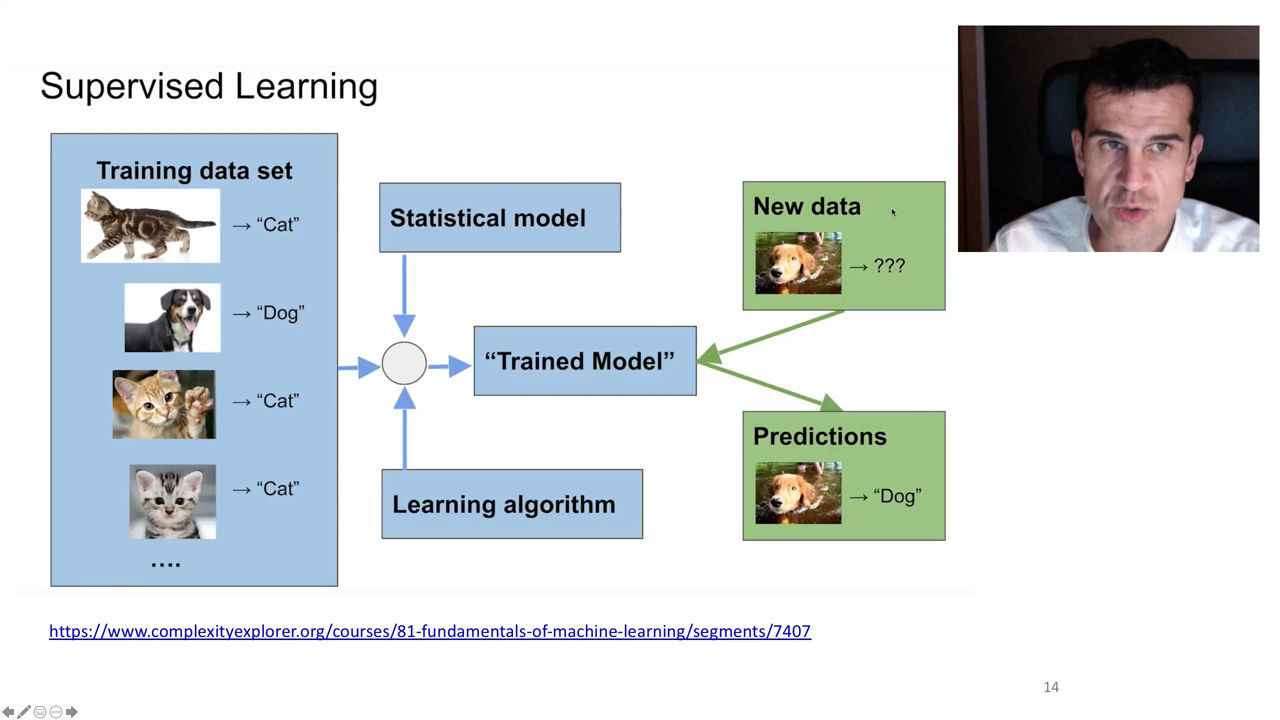 Supervised Learning
Training data set
→ “Cat”
→ “Dog”
→ “Cat”
→ “Cat”
....
Statistical model
“Trained Model”
Learning algorithm
New data
→ ???
Predictions
→ “Dog”
https://www.complexityexplorer.org/courses/81-fundamentals-of-machine-learning/segments/7407
14